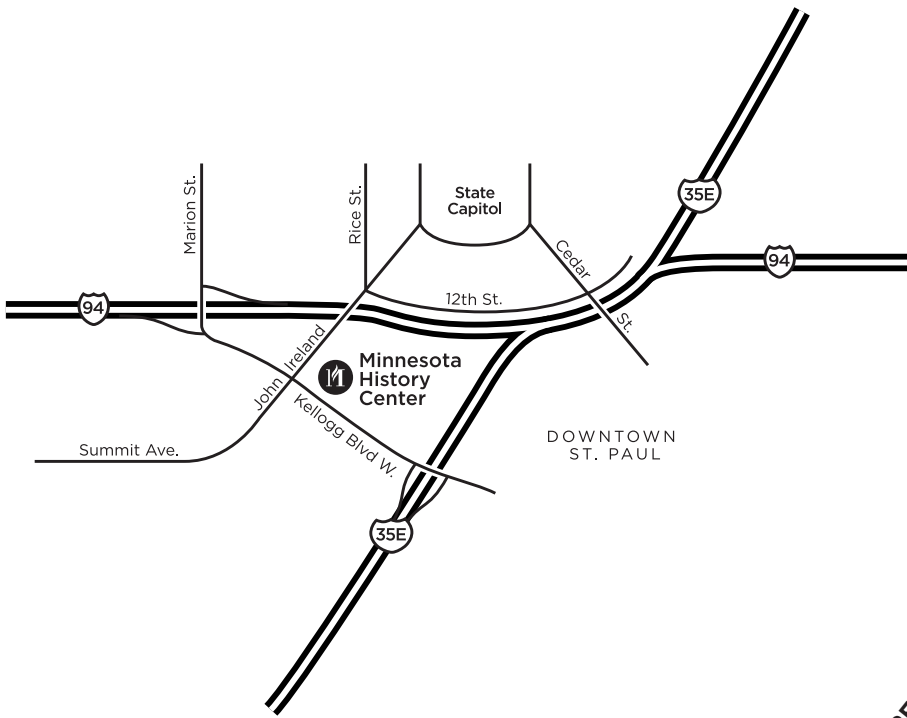 35E
State
Capitol
Marion St.
Rice St.
Cedar
St.
94
12th St.
94
John Ireland
Minnesota
History
Center
Kellogg Blvd W.
Summit Ave.
DOWNTOWN
ST. PAUL
35E